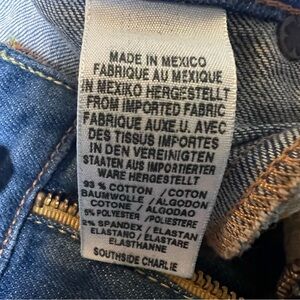 MADE IN MEXICO
FABRIQUE AU MEXIQUE
IN MEXIKO HERGESTELLT
FROM IMPORTED FABRIC
FABRIQUE AUX E.U. AVEC
DES TISSUS IMPORTES
IN DEN VEREINIGTEN
STAATEN AUS IMPORTIERTER
WARE HERGESTELLT
93 % COTTON / COTON
BAUMWOLLE / ALGODON
COTONE / ALGODAO
5% POLYESTER / POLIESTERE
2% SPANDEX / ELASTAN
ELASTANO / ELASTARE
ELASTHANNE
SOUTHSIDE CHARLIE